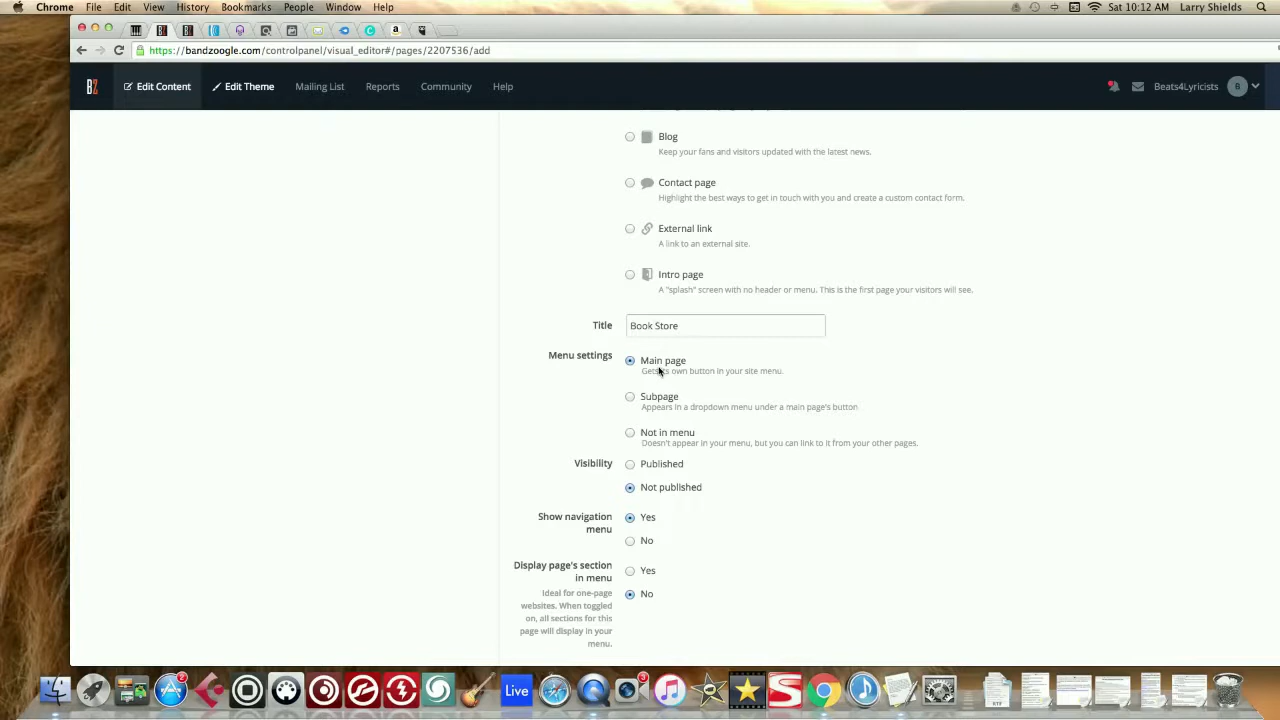 Chrome File Edit View History Bookmarks People Window Help
Sat 10:12 AM Larry Shields
https://bandzoogle.com/controlpanel/visual_editor#/pages/2207536/add
BZ Edit Content Edit Theme Mailing List Reports Community Help Beats4Lyricists B
Blog
Keep your fans and visitors updated with the latest news.
Contact page
Highlight the best ways to get in touch with you and create a custom contact form.
External link
A link to an external site.
Intro page
A "splash" screen with no header or menu. This is the first page your visitors will see.
Title Book Store
Menu settings Main page
Gets its own button in your site menu.
Subpage
Appears in a dropdown menu under a main page's button
Not in menu
Doesn't appear in your menu, but you can link to it from your other pages.
Visibility Published
Not published
Show navigation menu Yes
No
Display page's section in menu Yes
No
Ideal for one-page
websites. When toggled
on, all sections for this
page will display in your
menu.
2
Live
3